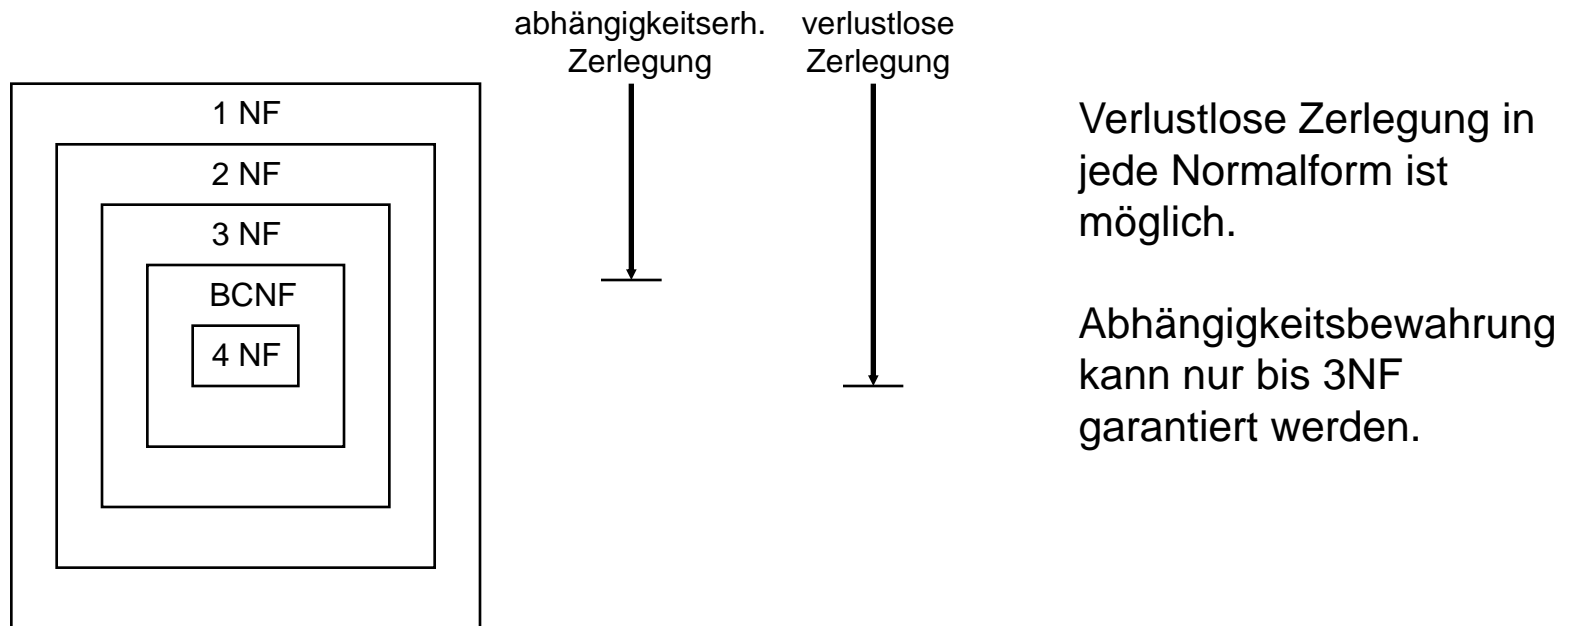 abhängigkeitserh.
Zerlegung
verlustlose
Zerlegung
1 NF
2 NF
3 NF
BCNF
4 NF
Verlustlose Zerlegung in
jede Normalform ist
möglich.
Abhängigkeitsbewahrung
kann nur bis 3NF
garantiert werden.